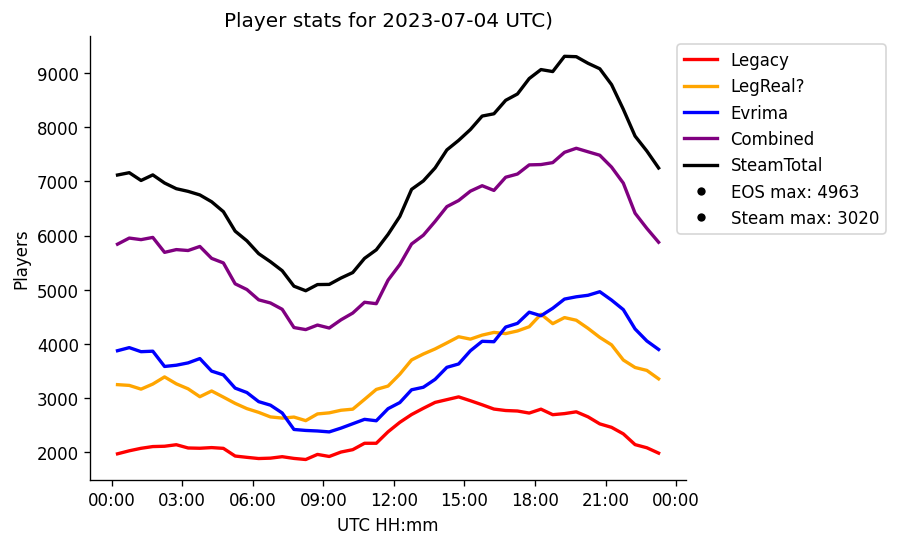 Player stats for 2023-07-04 UTC)
Players
9000
8000
7000
6000
5000
4000
3000
2000
00:00 03:00 06:00 09:00 12:00 15:00 18:00 21:00 00:00
UTC HH:mm
Legacy
LegReal?
Evrima
Combined
SteamTotal
EOS max: 4963
Steam max: 3020